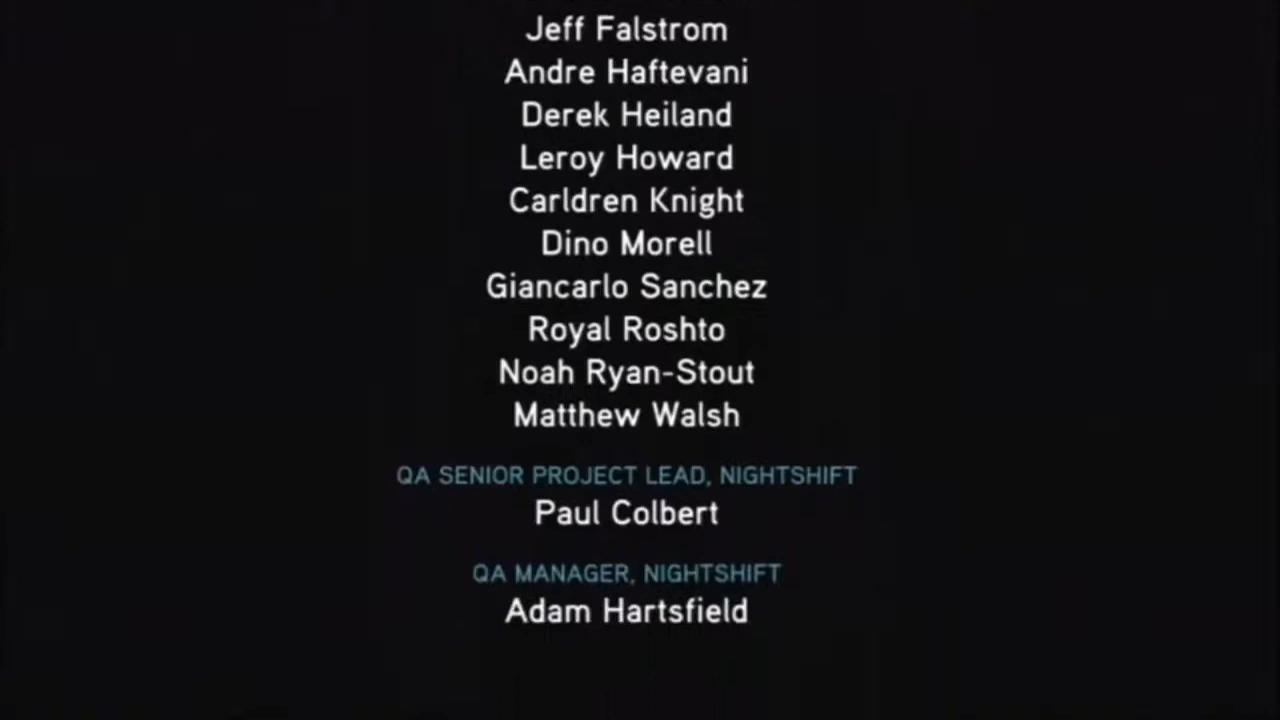 Jeff Falstrom
Andre Haftevani
Derek Heiland
Leroy Howard
Carldren Knight
Dino Morell
Giancarlo Sanchez
Royal Roshto
Noah Ryan-Stout
Matthew Walsh
QA SENIOR PROJECT LEAD, NIGHTSHIFT
Paul Colbert
QA MANAGER, NIGHTSHIFT
Adam Hartsfield